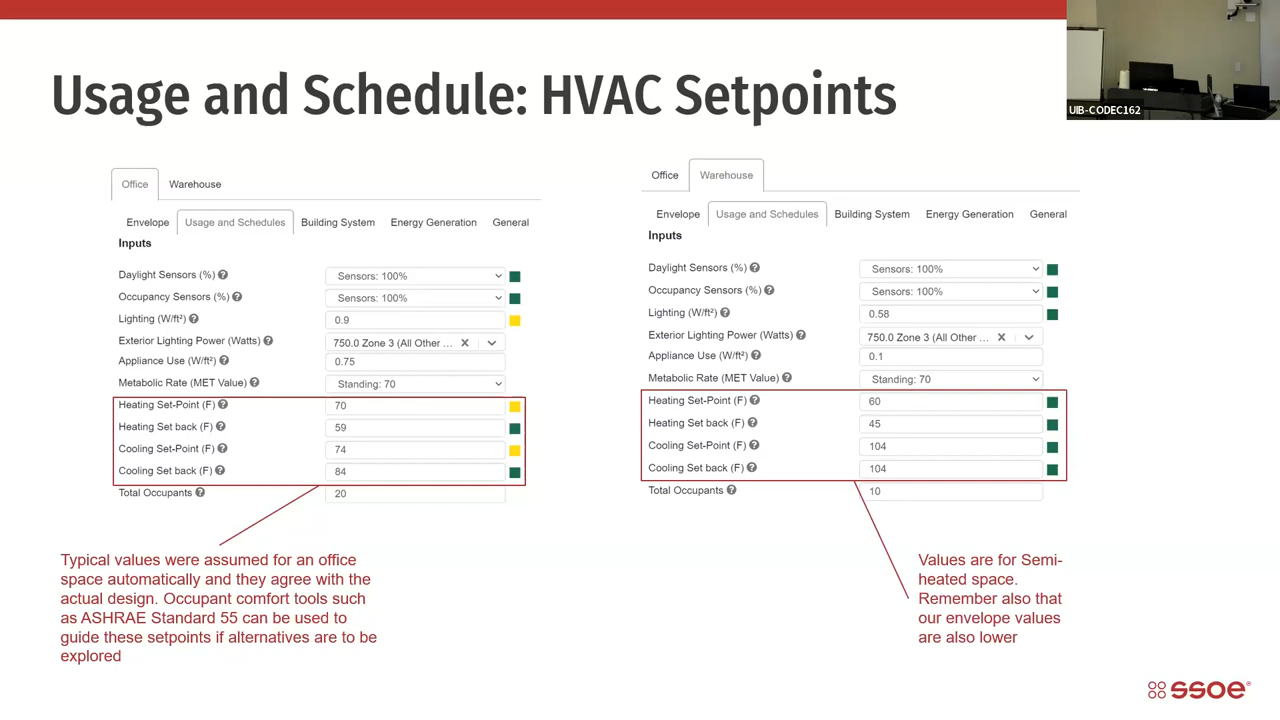 Usage and Schedule: HVAC Setpoints
UIB-CODEC162
Office Warehouse
Envelope Usage and Schedules Building System Energy Generation General
Inputs
Daylight Sensors (%) Sensors: 100%
Occupancy Sensors (%) Sensors: 100%
Lighting (W/ft²) 0.9
Exterior Lighting Power (Watts) 750.0 Zone 3 (All Other ...
Appliance Use (W/ft²) 0.75
Metabolic Rate (MET Value) Standing: 70
Heating Set-Point (F) 70
Heating Set back (F) 59
Cooling Set-Point (F) 74
Cooling Set back (F) 84
Total Occupants 20
Typical values were assumed for an office
space automatically and they agree with the
actual design. Occupant comfort tools such
as ASHRAE Standard 55 can be used to
guide these setpoints if alternatives are to be
explored
Office Warehouse
Envelope Usage and Schedules Building System Energy Generation General
Inputs
Daylight Sensors (%) Sensors: 100%
Occupancy Sensors (%) Sensors: 100%
Lighting (W/ft²) 0.58
Exterior Lighting Power (Watts) 750.0 Zone 3 (All Other ...
Appliance Use (W/ft²) 0.1
Metabolic Rate (MET Value) Standing: 70
Heating Set-Point (F) 60
Heating Set back (F) 45
Cooling Set-Point (F) 104
Cooling Set back (F) 104
Total Occupants 10
Values are for Semi-
heated space.
Remember also that
our envelope values
are also lower
ssoe®